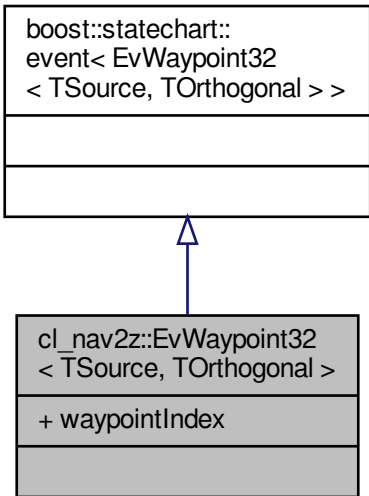 boost::statechart::
event< EvWaypoint32
< TSource, TOrthogonal > >
cl_nav2z::EvWaypoint32
< TSource, TOrthogonal >
+ waypointIndex